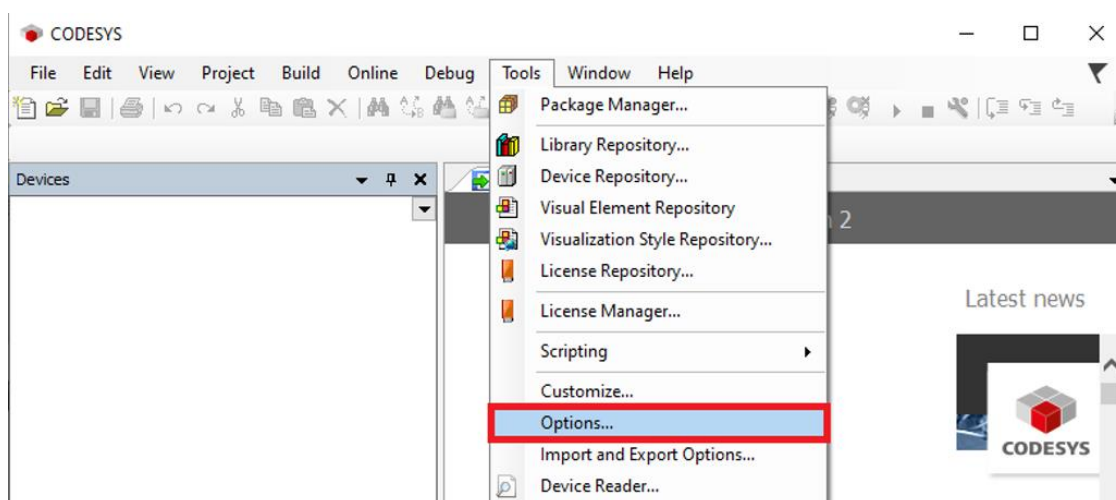 CODESYS
File Edit View Project Build Online Debug Tools Window Help
Package Manager...
Library Repository...
Devices
Device Repository...
Visual Element Repository
2
Visualization Style Repository...
License Repository...
Latest news
License Manager...
Scripting
Customize...
Options...
CODESYS
Import and Export Options...
Device Reader...